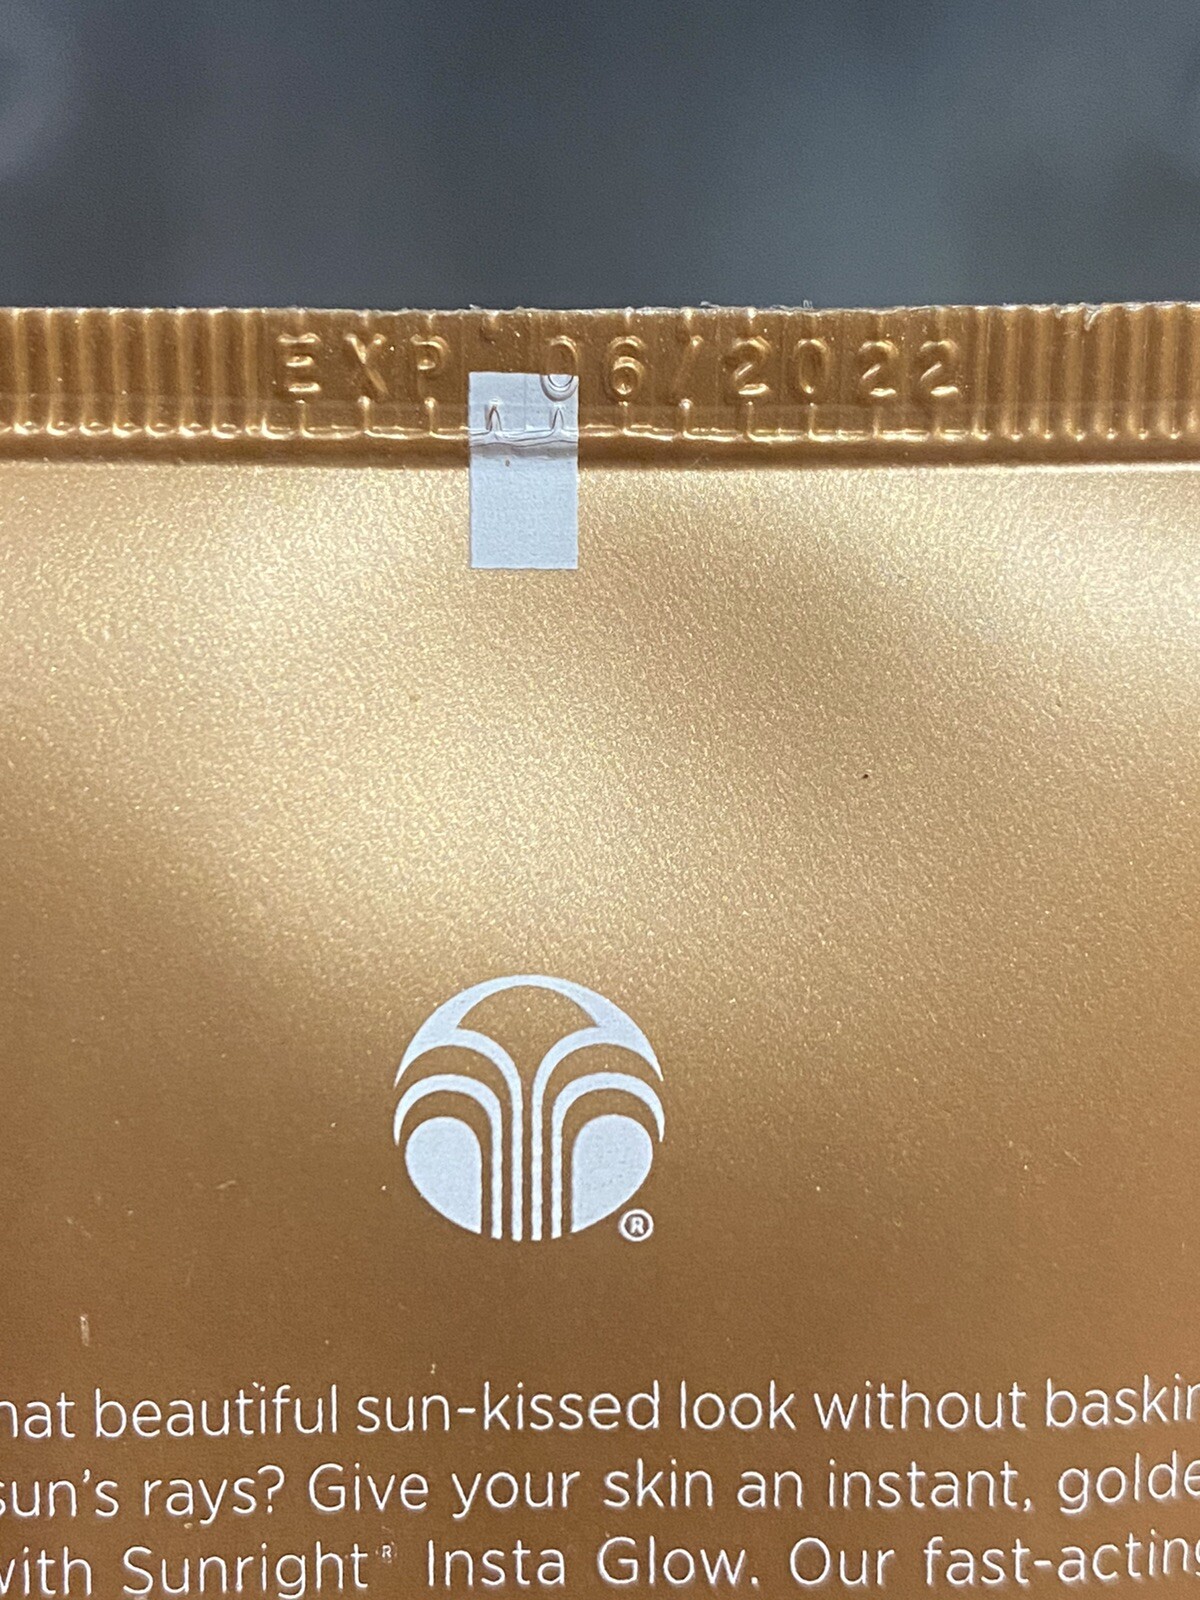 EXP 06/2022
®
hat beautiful sun-kissed look without baskin
sun's rays? Give your skin an instant, golde
with Sunright® Insta Glow. Our fast-acting